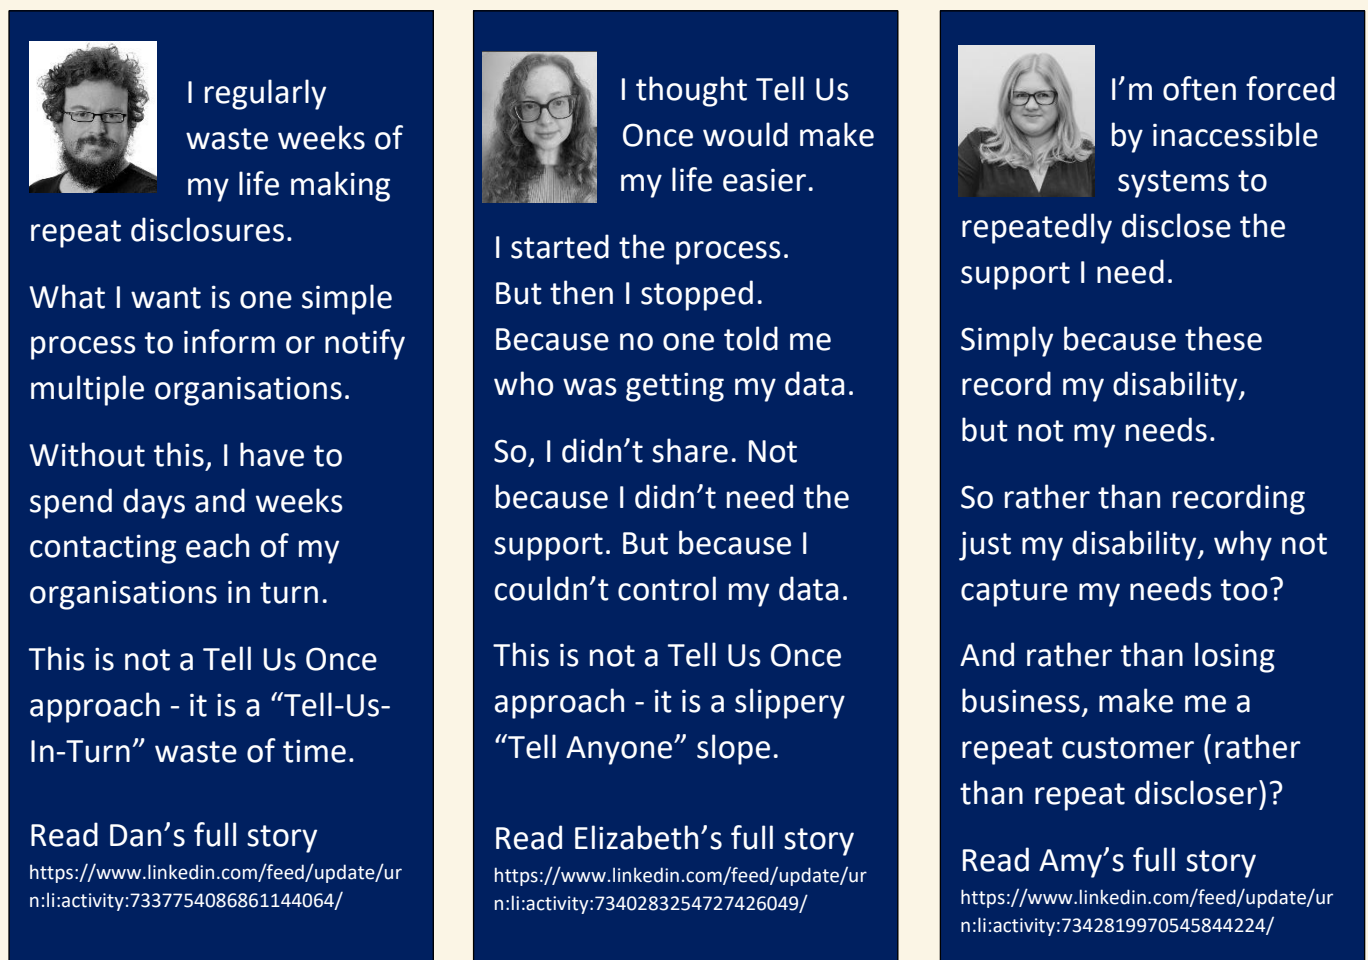 I regularly
waste weeks of
my life making
repeat disclosures.
What I want is one simple
process to inform or notify
multiple organisations.
Without this, I have to
spend days and weeks
contacting each of my
organisations in turn.
This is not a Tell Us Once
approach - it is a “Tell-Us-
In-Turn” waste of time.
Read Dan’s full story
https://www.linkedin.com/feed/update/ur
n:li:activity:7337754086861144064/
I thought Tell Us
Once would make
my life easier.
I started the process.
But then I stopped.
Because no one told me
who was getting my data.
So, I didn’t share. Not
because I didn’t need the
support. But because I
couldn’t control my data.
This is not a Tell Us Once
approach - it is a slippery
“Tell Anyone” slope.
Read Elizabeth’s full story
https://www.linkedin.com/feed/update/ur
n:li:activity:7340283254727426049/
I’m often forced
by inaccessible
systems to
repeatedly disclose the
support I need.
Simply because these
record my disability,
but not my needs.
So rather than recording
just my disability, why not
capture my needs too?
And rather than losing
business, make me a
repeat customer (rather
than repeat discloser)?
Read Amy’s full story
https://www.linkedin.com/feed/update/ur
n:li:activity:7342819970545844224/